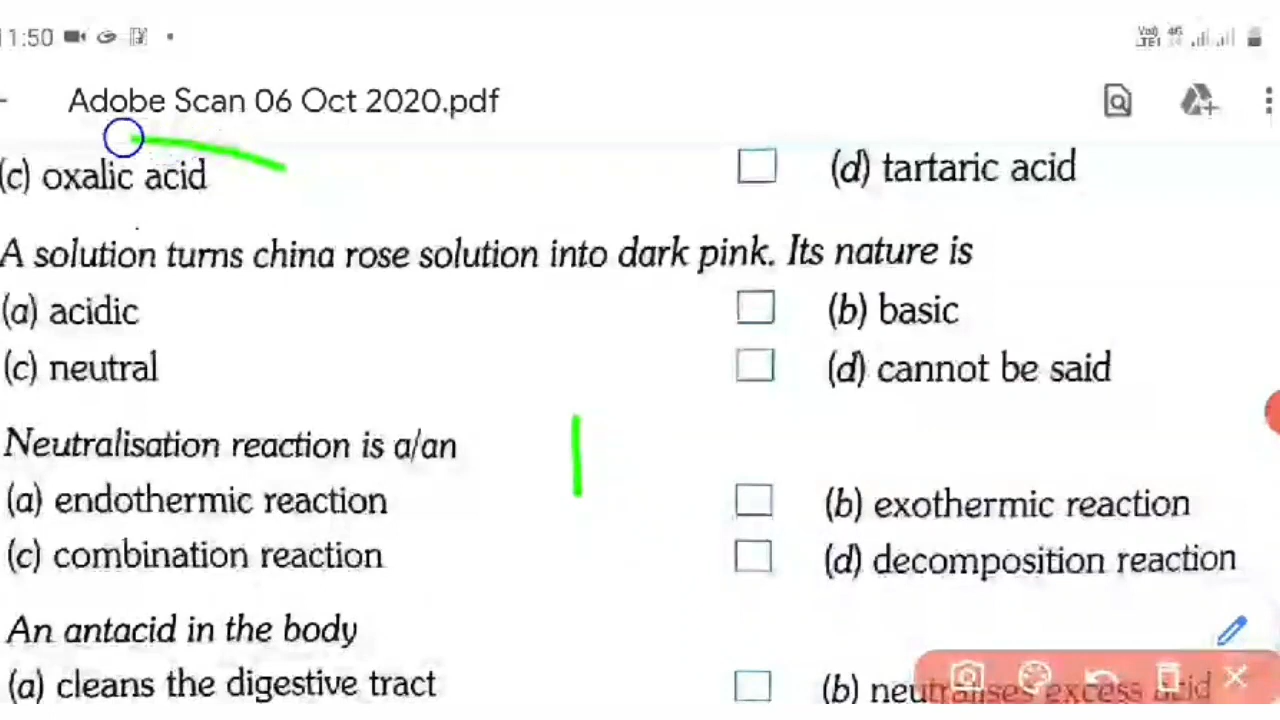 1:50
Adobe Scan 06 Oct 2020.pdf
(c) oxalic acid (d) tartaric acid
A solution turns china rose solution into dark pink. Its nature is
(a) acidic (b) basic
(c) neutral (d) cannot be said
Neutralisation reaction is a/an
(a) endothermic reaction (b) exothermic reaction
(c) combination reaction (d) decomposition reaction
An antacid in the body
(a) cleans the digestive tract (b) neutralises excess acid